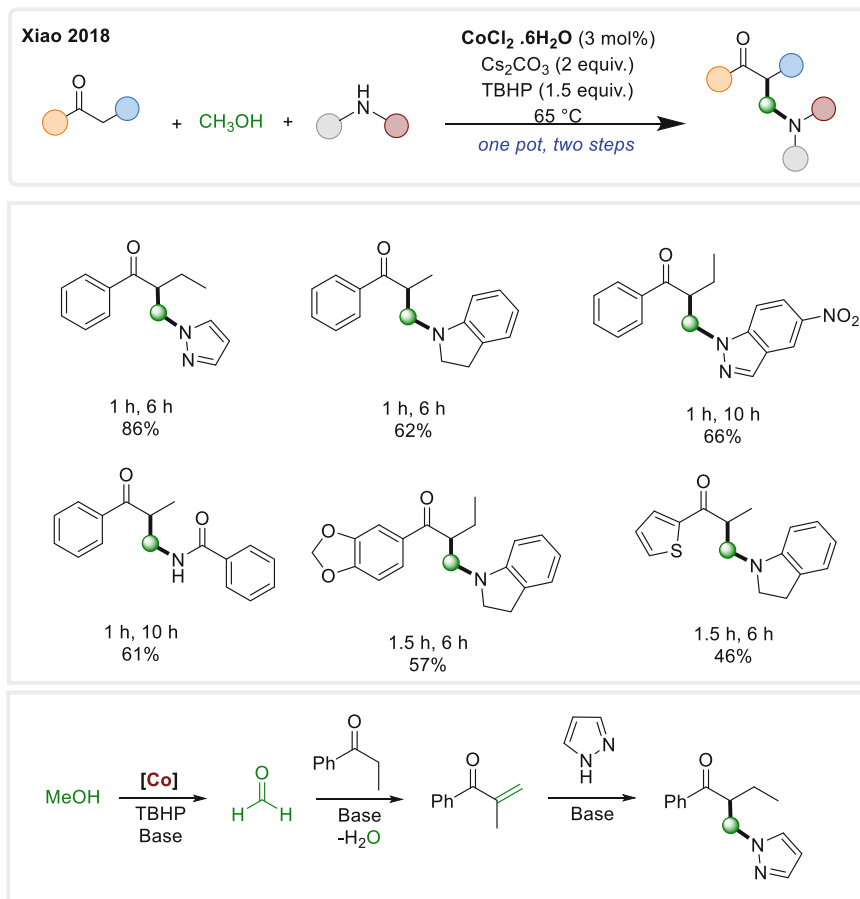 Xiao 2018
O
+ CH3OH +
H
N
CoCl2 .6H2O (3 mol%)
Cs2CO3 (2 equiv.)
TBHP (1.5 equiv.)
65 °C
one pot, two steps
O
N
O
N
N
1 h, 6 h
86%
O
N
1 h, 6 h
62%
O
N
N
NO2
1 h, 10 h
66%
O
O
N
H
1 h, 10 h
61%
O
O
O
N
1.5 h, 6 h
57%
O
S
N
1.5 h, 6 h
46%
MeOH
[Co]
TBHP
Base
O
H H
O
Ph
Base
-H2O
O
Ph
N
N
H
Base
O
Ph
N
N